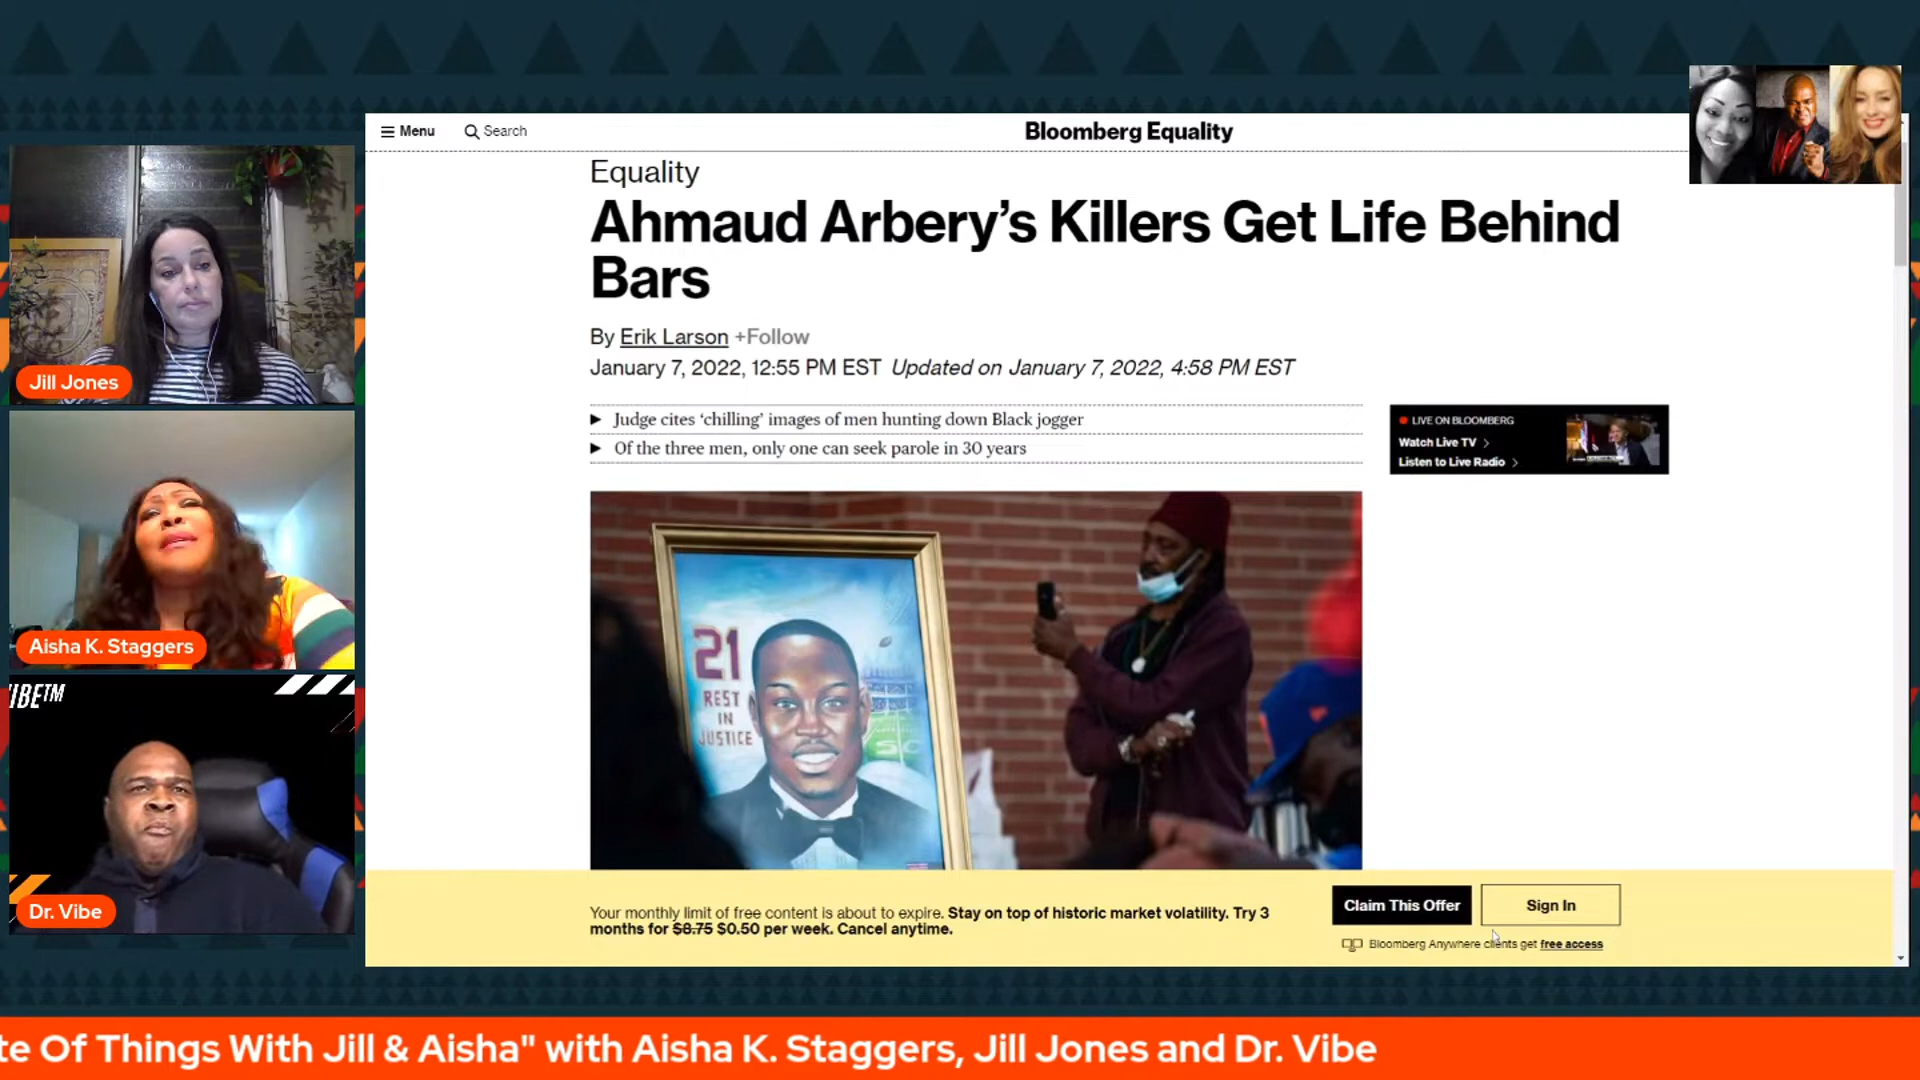 Menu
Search
Bloomberg Equality
Equality
Ahmaud Arbery’s Killers Get Life Behind
Bars
By Erik Larson +Follow
January 7, 2022, 12:55 PM EST Updated on January 7, 2022, 4:58 PM EST
Judge cites ‘chilling’ images of men hunting down Black jogger
Of the three men, only one can seek parole in 30 years
LIVE ON BLOOMBERG
Watch Live TV
Listen to Live Radio
21
REST
IN
JUSTICE
Jill Jones
Aisha K. Staggers
IBE™
Dr. Vibe
Your monthly limit of free content is about to expire. Stay on top of historic market volatility. Try 3
months for $8.75 $0.50 per week. Cancel anytime.
Claim This Offer
Sign In
Bloomberg Anywhere clients get free access
te Of Things With Jill & Aisha" with Aisha K. Staggers, Jill Jones and Dr. Vibe